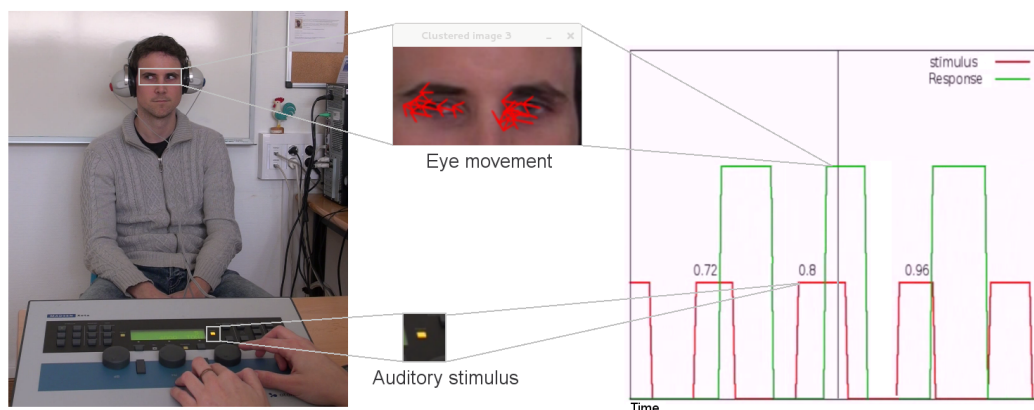 Clustered image 3
Eye movement
Auditory stimulus
stimulus
Response
0.72
0.8
0.96
Time